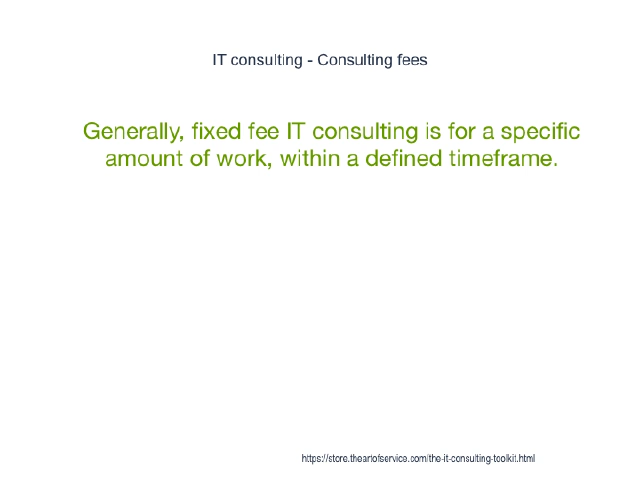 IT consulting - Consulting fees
Generally, fixed fee IT consulting is for a specific
amount of work, within a defined timeframe.
https://store.theartofservice.com/the-it-consulting-toolkit.html